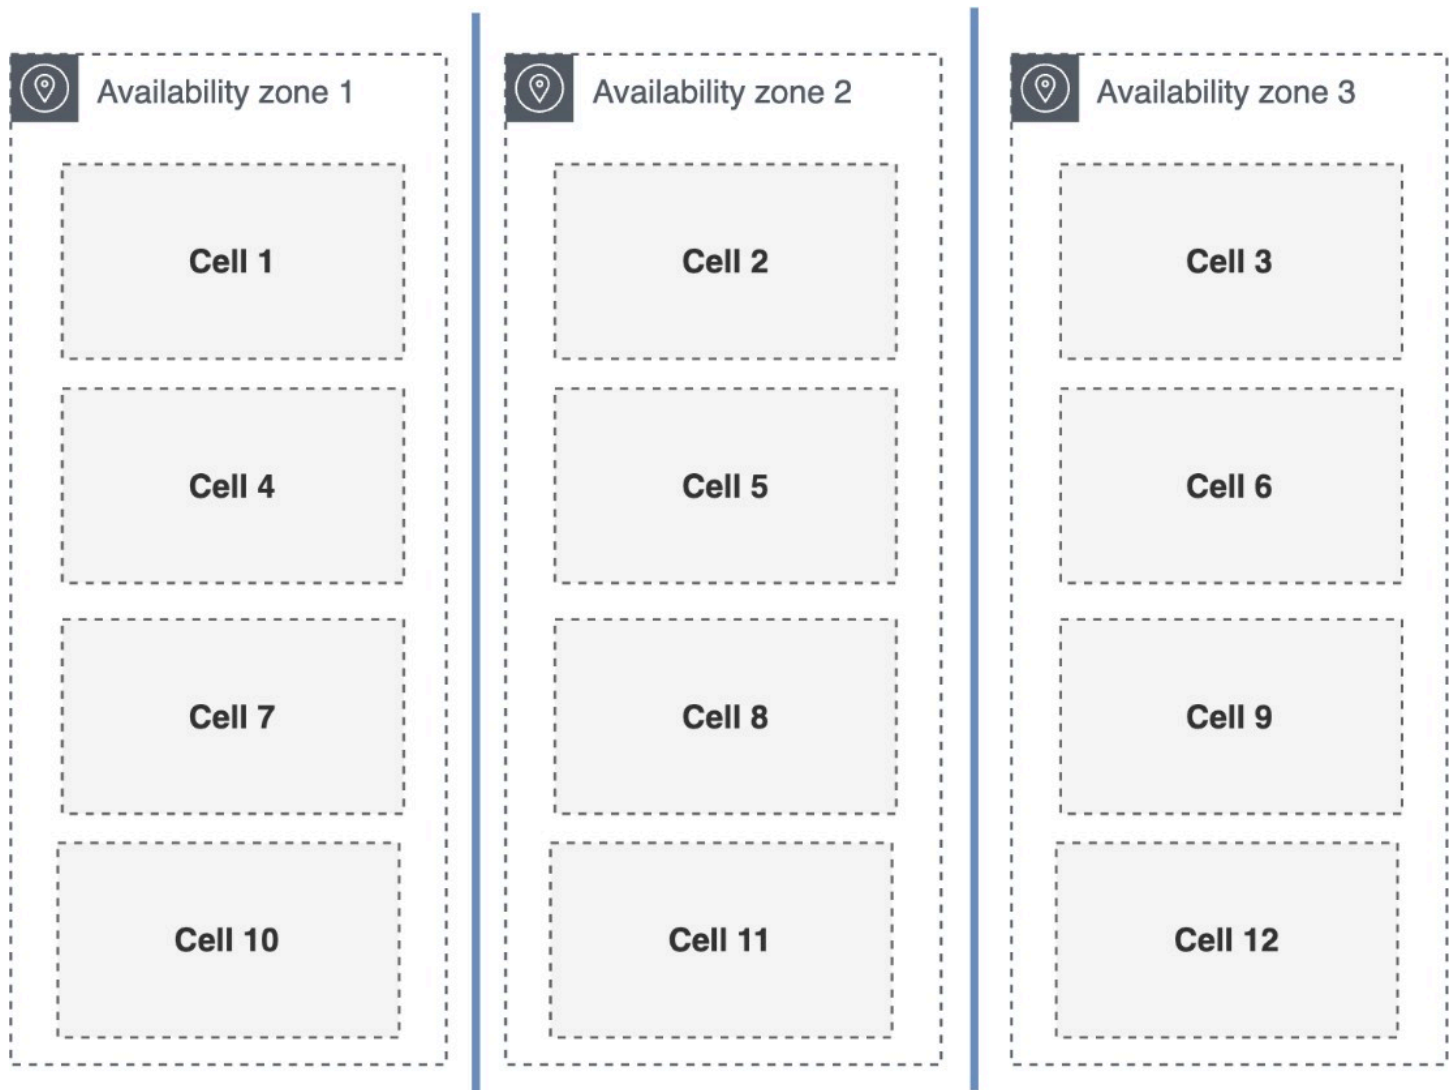 Availability zone 1
Availability zone 2
Availability zone 3
Cell 1
Cell 2
Cell 3
Cell 4
Cell 5
Cell 6
Cell 7
Cell 8
Cell 9
Cell 10
Cell 11
Cell 12